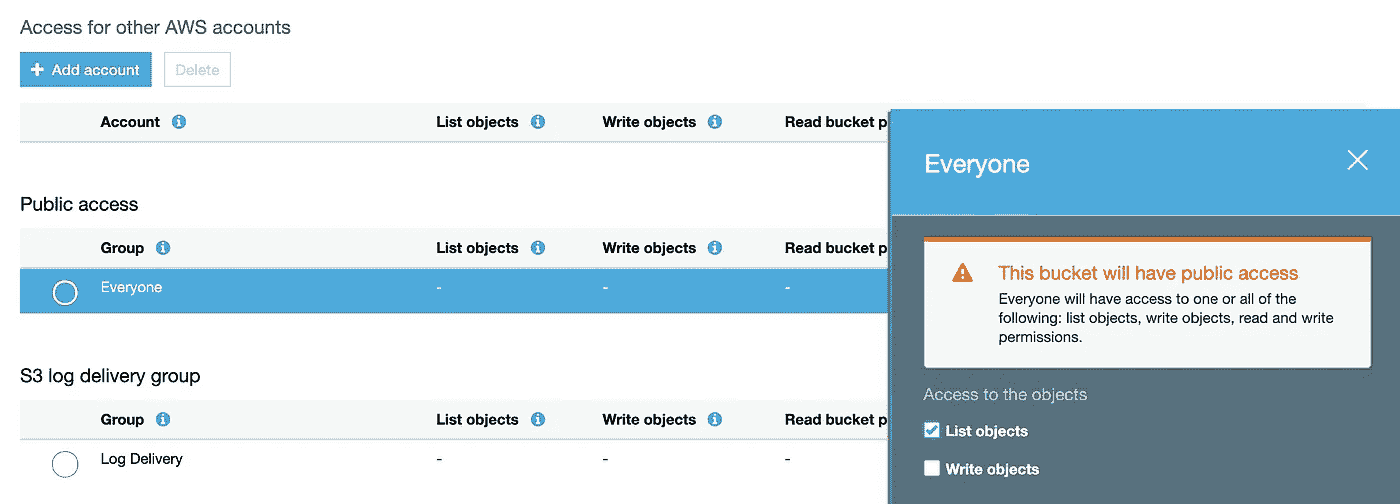 Access for other AWS accounts
+ Add account Delete
Account List objects Write objects Read bucket p
Public access
Group List objects Write objects Read bucket p
Everyone - - -
S3 log delivery group
Group List objects Write objects Read bucket p
Log Delivery - - -
Everyone
This bucket will have public access
Everyone will have access to one or all of the
following: list objects, write objects, read and write
permissions.
Access to the objects
List objects
Write objects